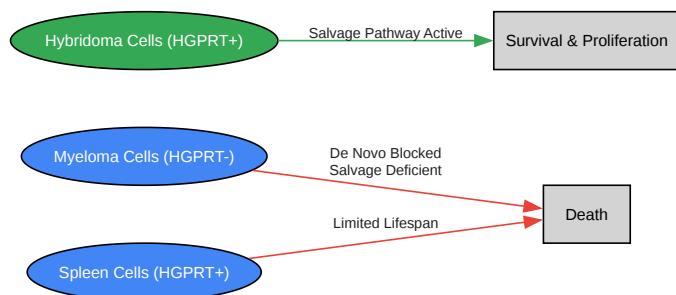 Hybridoma Cells (HGPRT+)
Salvage Pathway Active
Survival & Proliferation
Myeloma Cells (HGPRT-)
De Novo Blocked
Salvage Deficient
Death
Limited Lifespan
Spleen Cells (HGPRT+)